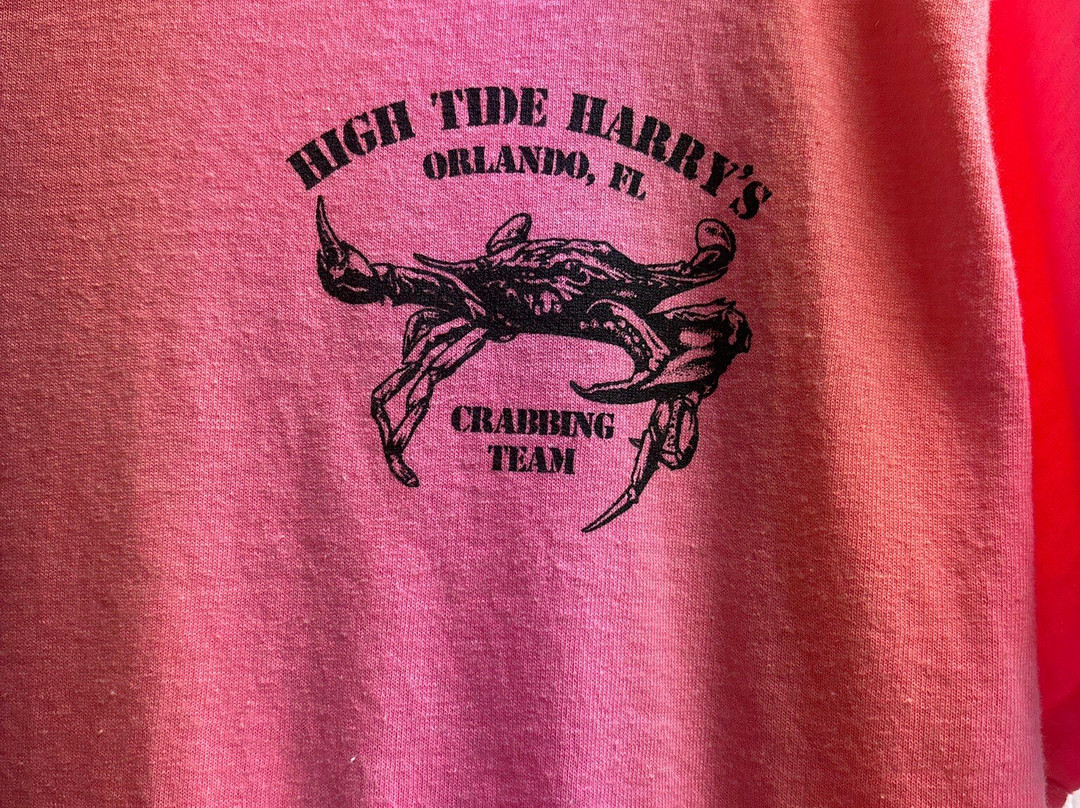 HIGH TIDE HARRY'S
ORLANDO, FL
CRABBING
TEAM